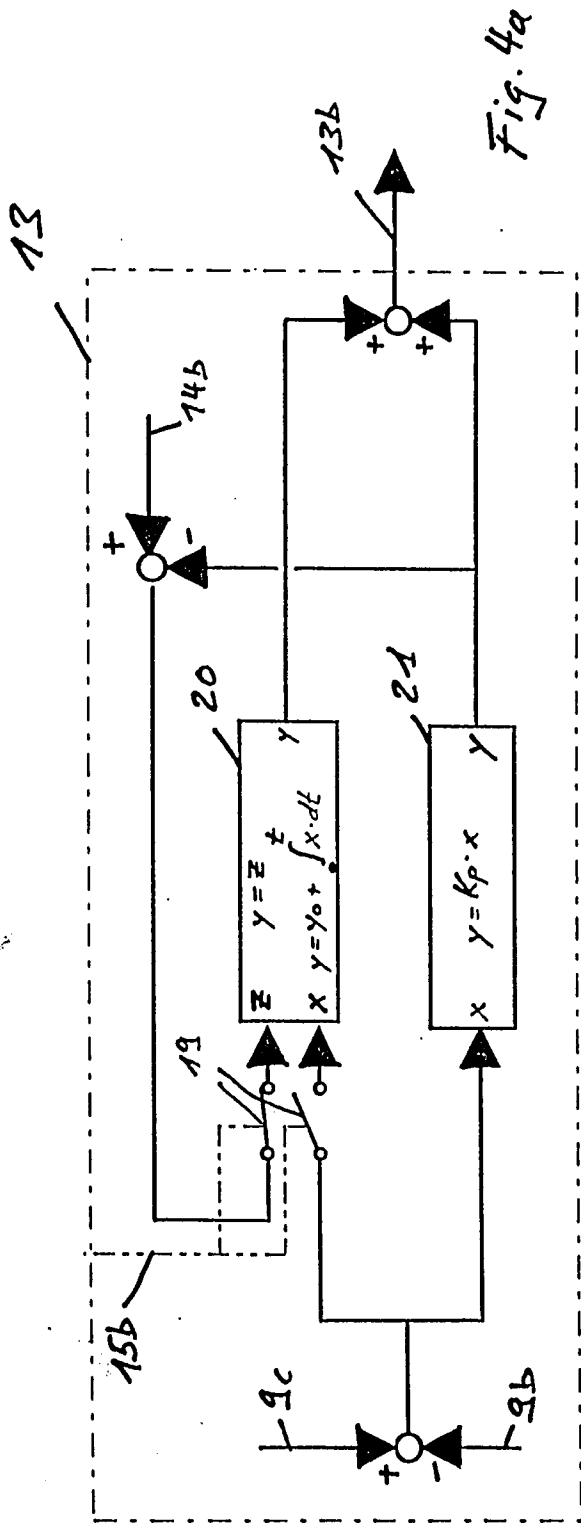 13
14b
+
-
20
z y=z
x y=y₀+∫x·dt
t
o
y
19
15b
21
x y=Kp·x y
9c
+
-
9b
+
+
13b
Fig. 4a